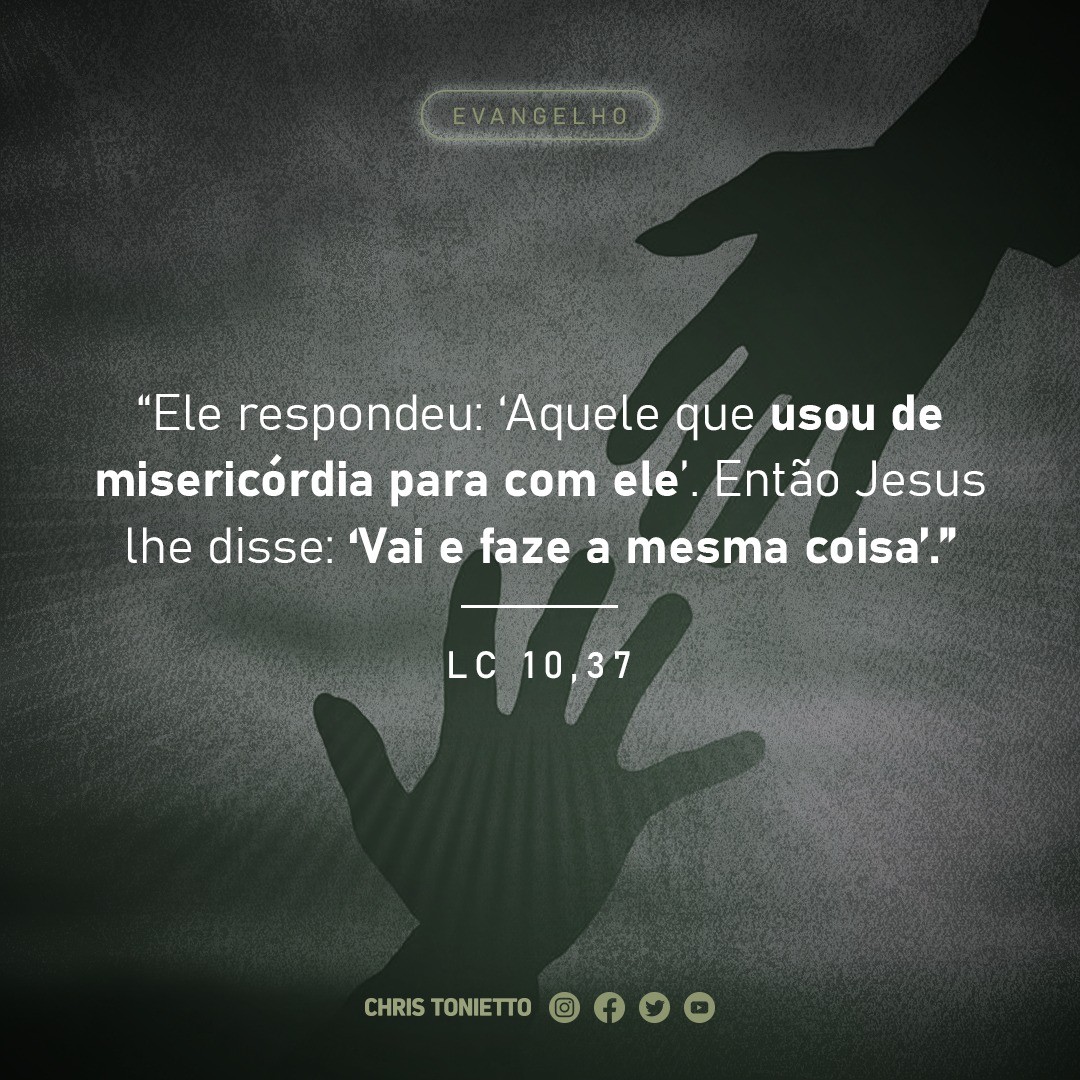 EVANGELHO
“Ele respondeu: ‘Aquele que usou de
misericórdia para com ele’. Então Jesus
lhe disse: ‘Vai e faze a mesma coisa’.”
LC 10,37
CHRIS TONIETTO